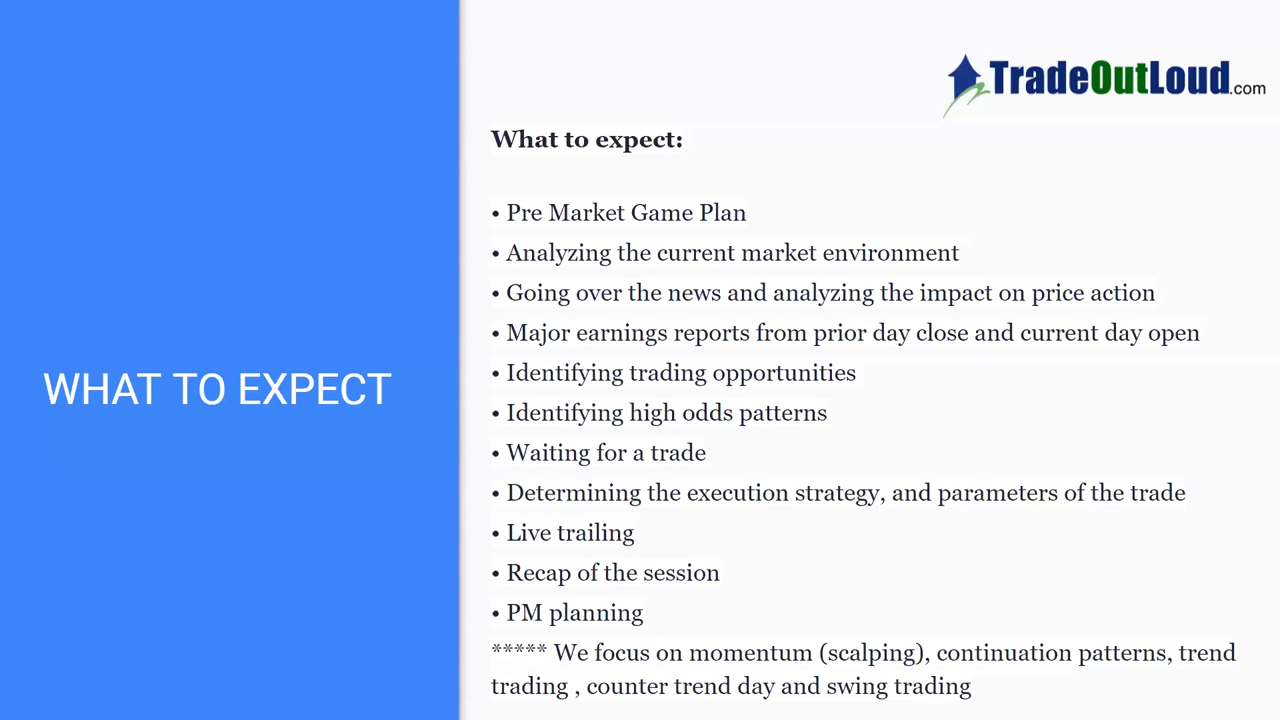 TradeOutLoud.com
What to expect:
• Pre Market Game Plan
• Analyzing the current market environment
• Going over the news and analyzing the impact on price action
• Major earnings reports from prior day close and current day open
• Identifying trading opportunities
• Identifying high odds patterns
WHAT TO EXPECT
• Waiting for a trade
• Determining the execution strategy, and parameters of the trade
• Live trailing
• Recap of the session
• PM planning
***** We focus on momentum (scalping), continuation patterns, trend
trading , counter trend day and swing trading